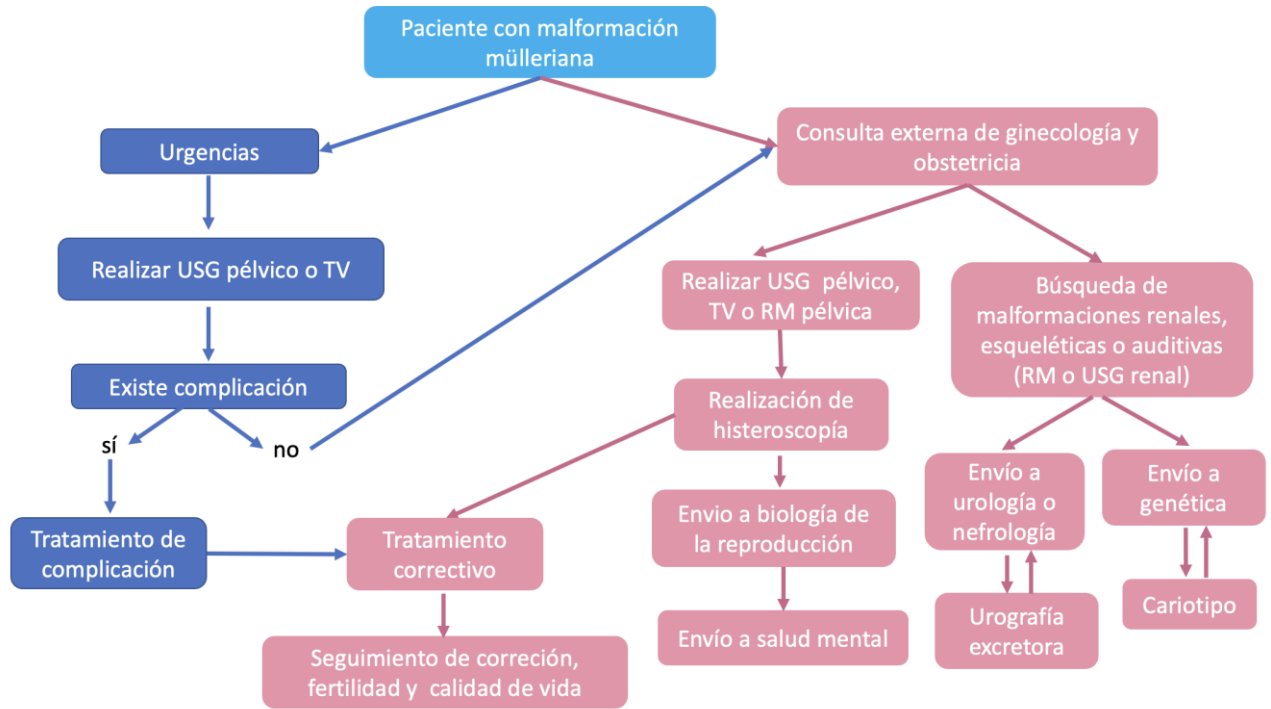 Paciente con malformación
mülleriana
Urgencias
Consulta externa de ginecología y
obstetricia
Realizar USG pélvico o TV
Realizar USG  pélvico,
TV o RM pélvica
Búsqueda de
malformaciones renales,
esqueléticas o auditivas
(RM o USG renal)
Existe complicación
sí
no
Realización de
histeroscopía
Envío a
urología o
nefrología
Envío a
genética
Tratamiento de
complicación
Tratamiento
correctivo
Envio a biología de
la reproducción
Urografía
excretora
Cariotipo
Envío a salud mental
Seguimiento de correción,
fertilidad y  calidad de vida